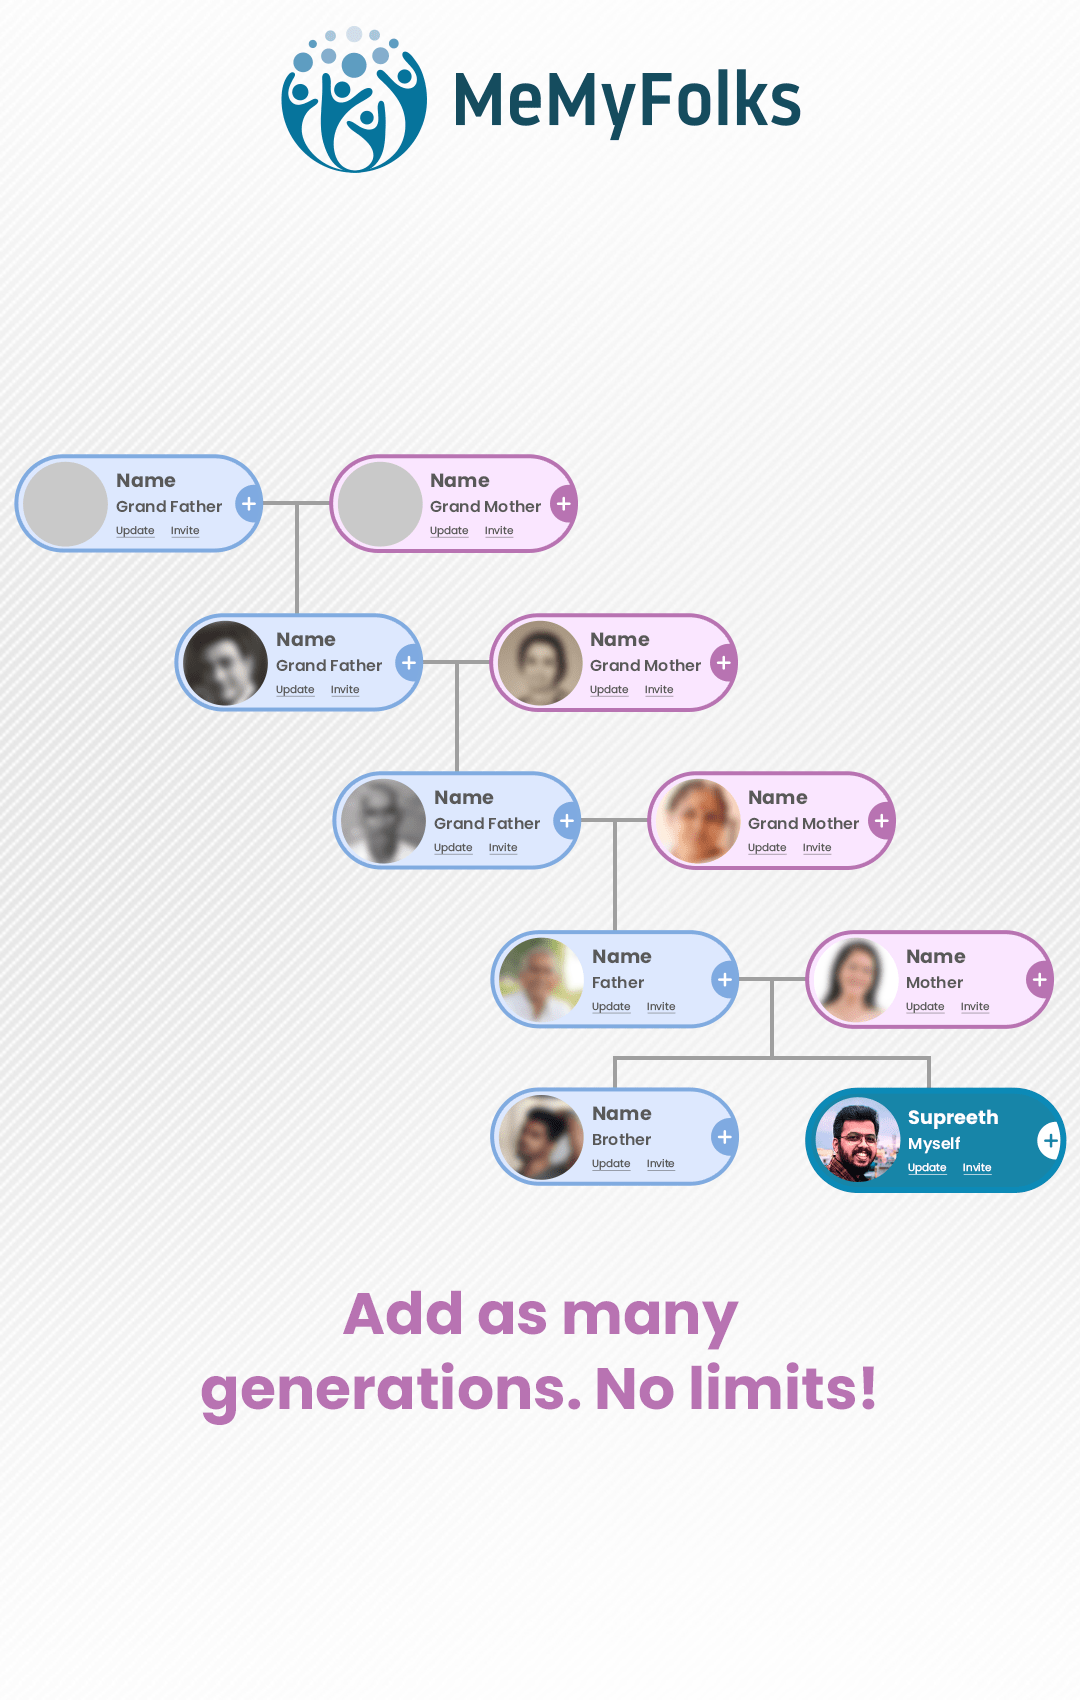 MeMyFolks
Name
Grand Father
Update Invite
Name
Grand Mother
Update Invite
Name
Grand Father
Update Invite
Name
Grand Mother
Update Invite
Name
Grand Father
Update Invite
Name
Grand Mother
Update Invite
Name
Father
Update Invite
Name
Mother
Update Invite
Name
Brother
Update Invite
Supreeth
Myself
Update Invite
Add as many
generations. No limits!